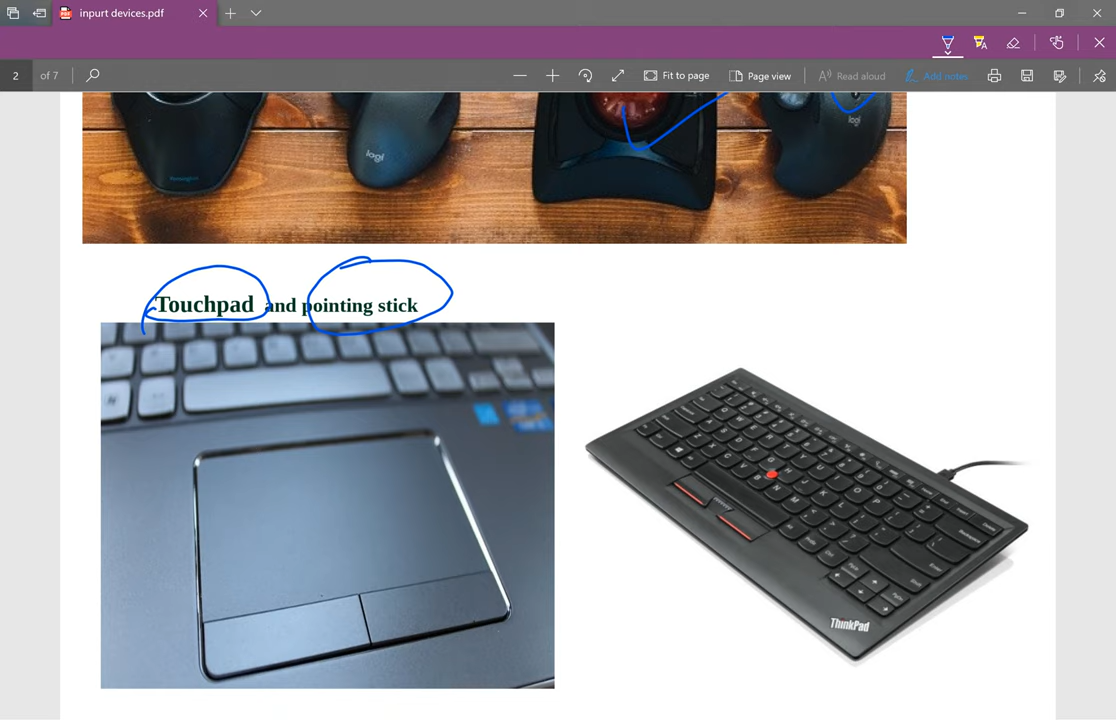 inpurt devices.pdf
2 of 7
Fit to page
Page view
Read aloud
Add notes
Kensington
logi
logi
Touchpad and pointing stick
ThinkPad